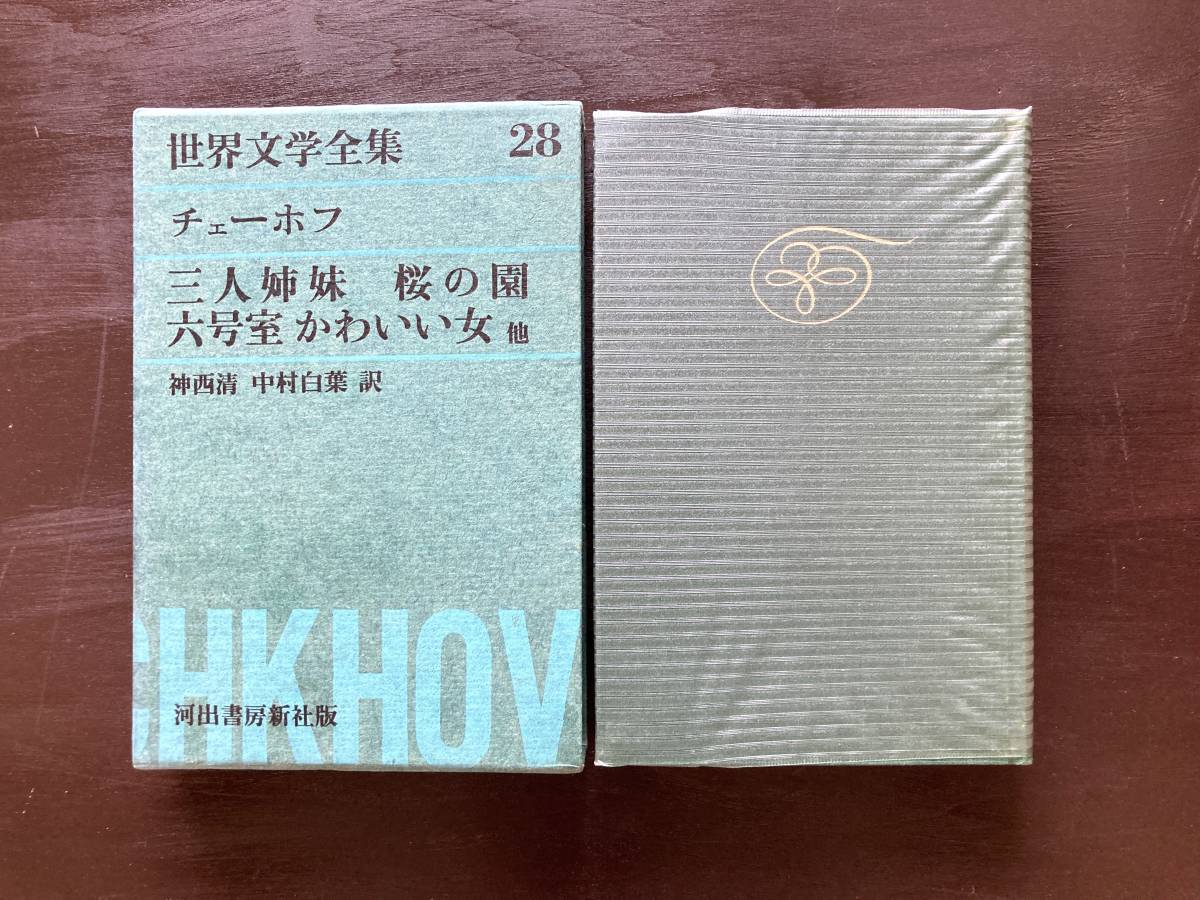 世界文学全集 28
チェーホフ
三人姉妹 桜の園
六号室 かわいい女 他
神西清 中村白葉 訳
CHKHOV
河出書房新社版